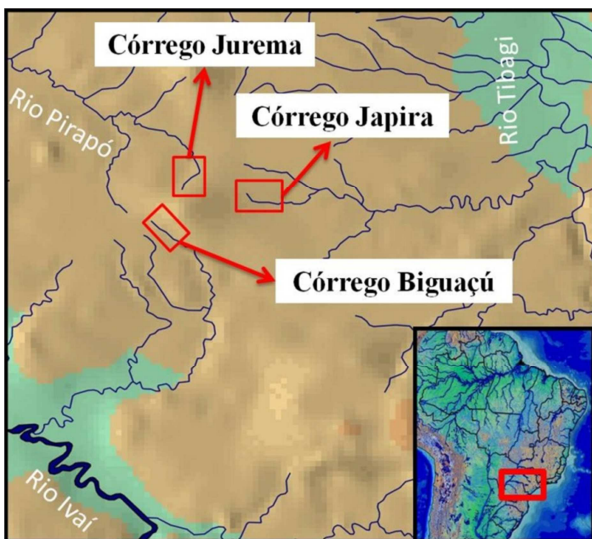 Córrego Jurema
Rio Pirapó
Rio Tibagi
Córrego Japira
Córrego Biguaçú
Rio Ivaí